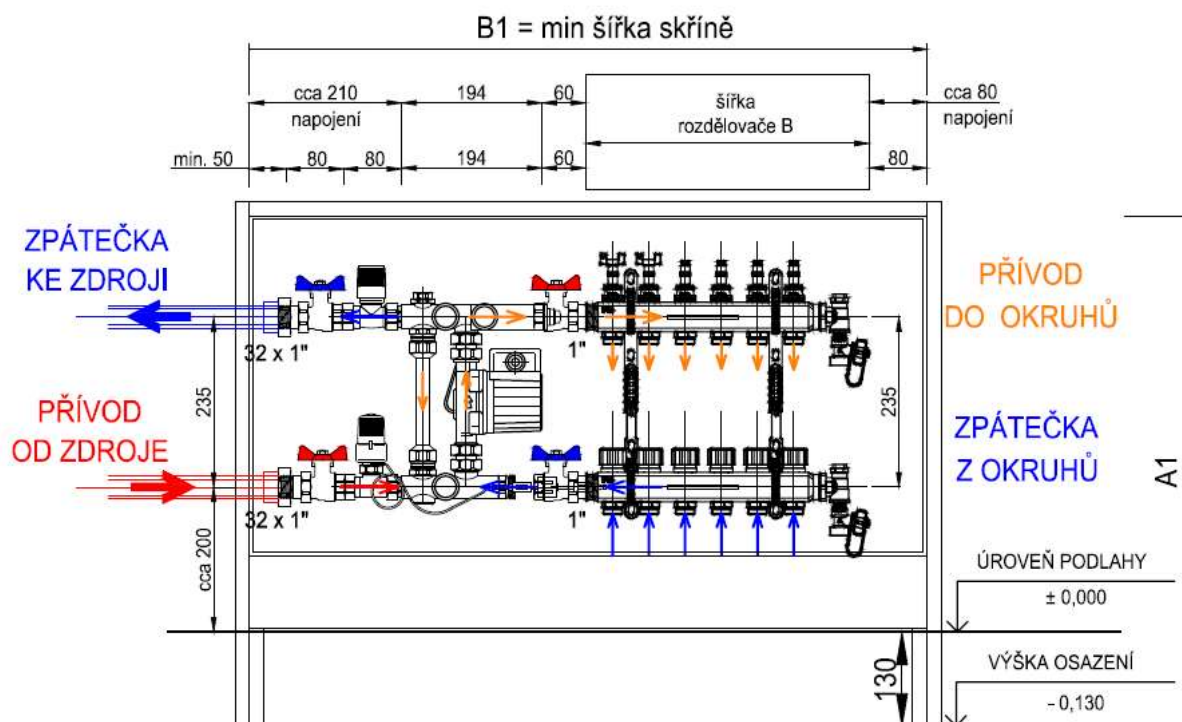 B1 = min šířka skříně
cca 210
napojení
194
60
šířka
rozdělovače B
cca 80
napojení
min. 50
80
80
194
60
80
ZPÁTEČKA
KE ZDROJI
PŘÍVOD
DO OKRUHŮ
32 x 1"
1"
235
235
PŘÍVOD
OD ZDROJE
ZPÁTEČKA
Z OKRUHŮ
A1
32 x 1"
1"
cca 200
ÚROVEŇ PODLAHY
± 0,000
130
VÝŠKA OSAZENÍ
- 0,130